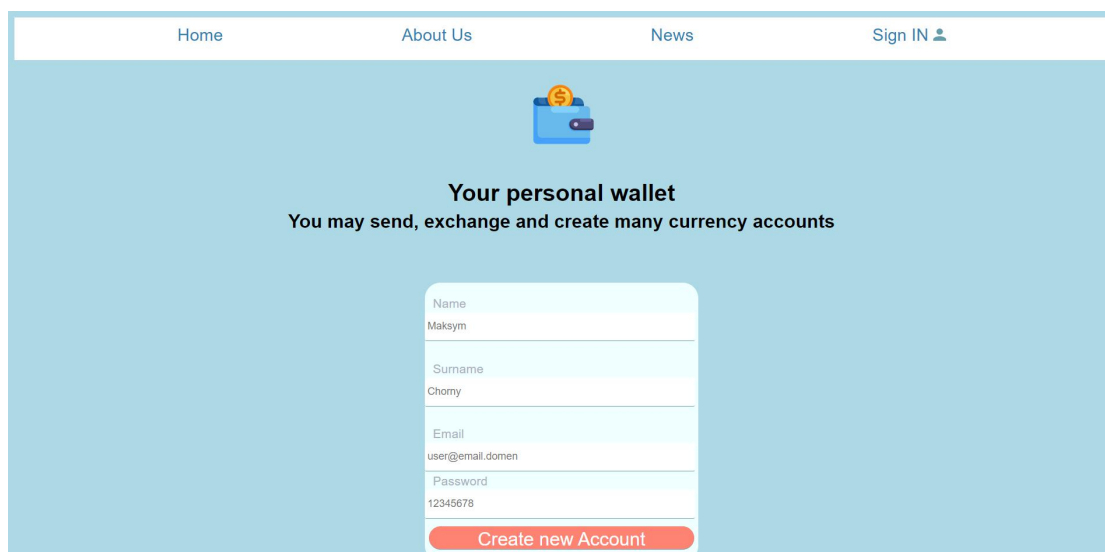 Home About Us News Sign IN
$
Your personal wallet
You may send, exchange and create many currency accounts
Name
Maksym
Surname
Chorny
Email
user@email.domen
Password
12345678
Create new Account